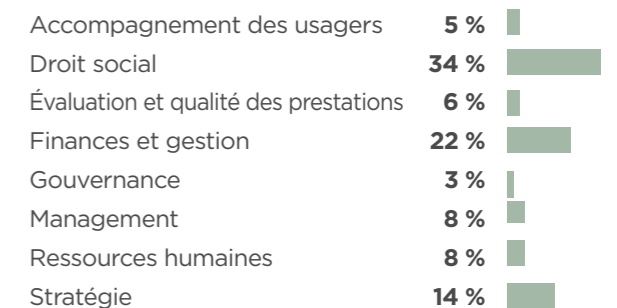 Accompagnement des usagers 5 %
Droit social 34 %
Évaluation et qualité des prestations 6 %
Finances et gestion 22 %
Gouvernance 3 %
Management 8 %
Ressources humaines 8 %
Stratégie 14 %